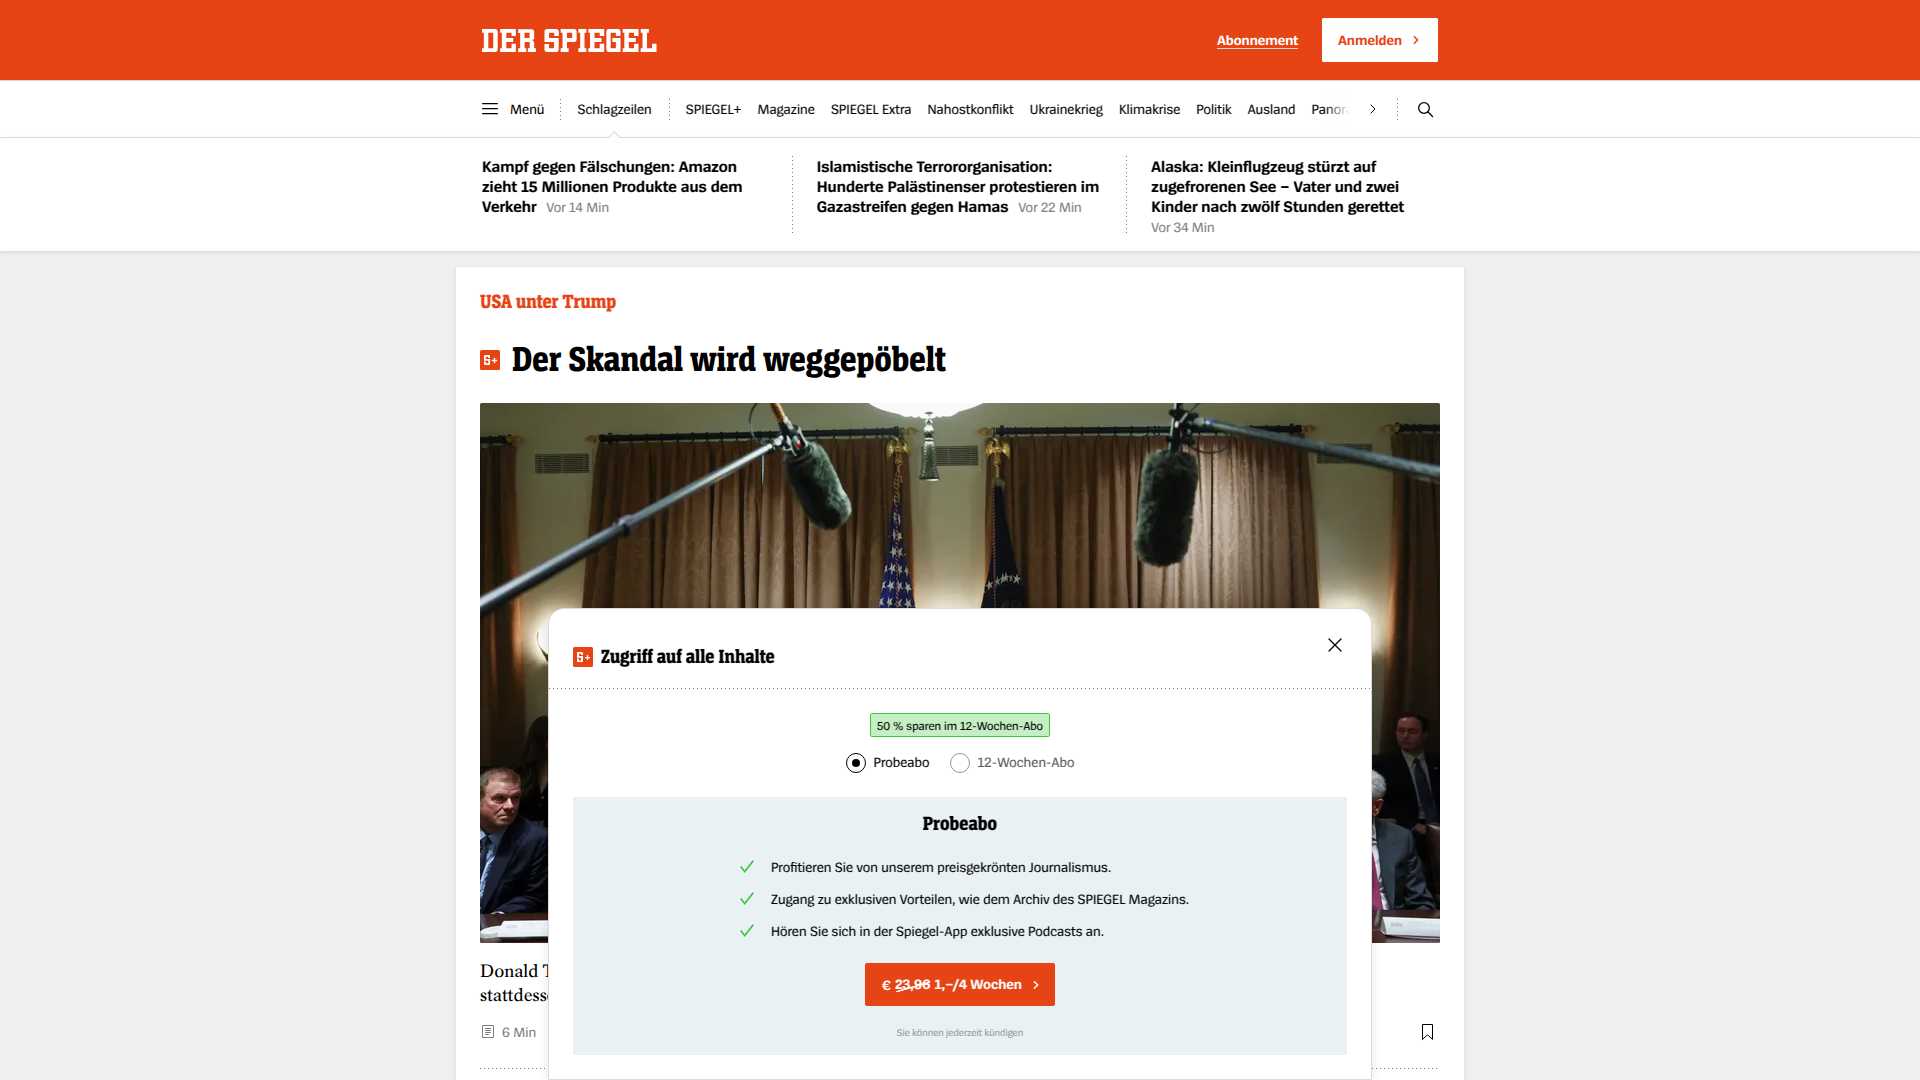 DER SPIEGEL
Abonnement
Anmelden
Menü
Schlagzeilen
SPIEGEL+
Magazine
SPIEGEL Extra
Nahostkonflikt
Ukrainekrieg
Klimakrise
Politik
Ausland
Panor
Kampf gegen Fälschungen: Amazon
zieht 15 Millionen Produkte aus dem
Verkehr Vor 14 Min
Islamistische Terrororganisation:
Hunderte Palästinenser protestieren im
Gazastreifen gegen Hamas Vor 22 Min
Alaska: Kleinflugzeug stürzt auf
zugefrorenen See – Vater und zwei
Kinder nach zwölf Stunden gerettet
Vor 34 Min
USA unter Trump
S+ Der Skandal wird weggepöbelt
S+ Zugriff auf alle Inhalte
50 % sparen im 12-Wochen-Abo
Probeabo
12-Wochen-Abo
Probeabo
Profitieren Sie von unserem preisgekrönten Journalismus.
Zugang zu exklusiven Vorteilen, wie dem Archiv des SPIEGEL Magazins.
Hören Sie sich in der Spiegel-App exklusive Podcasts an.
€ 23,96 1,–/4 Wochen
Sie können jederzeit kündigen
Donald
stattdess
6 Min